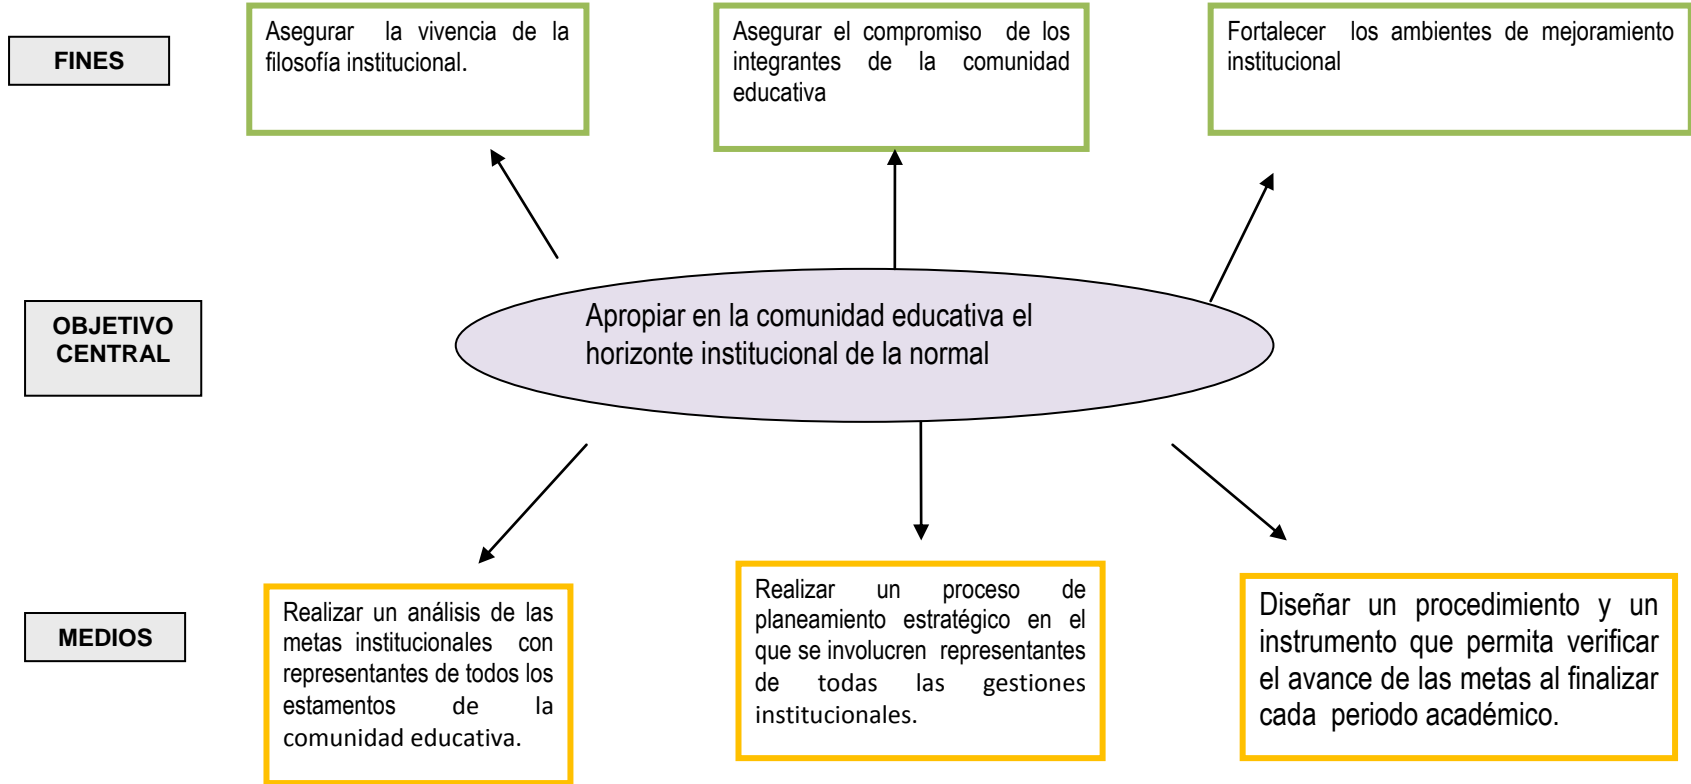 FINES
Asegurar la vivencia de la
filosofía institucional.
Asegurar el compromiso de los
integrantes de la comunidad
educativa
Fortalecer los ambientes de mejoramiento
institucional
OBJETIVO
CENTRAL
Apropiar en la comunidad educativa el
horizonte institucional de la normal
MEDIOS
Realizar un análisis de las
metas institucionales con
representantes de todos los
estamentos de la
comunidad educativa.
Realizar un proceso de
planeamiento estratégico en el
que se involucren representantes
de todas las gestiones
institucionales.
Diseñar un procedimiento y un
instrumento que permita verificar
el avance de las metas al finalizar
cada periodo académico.